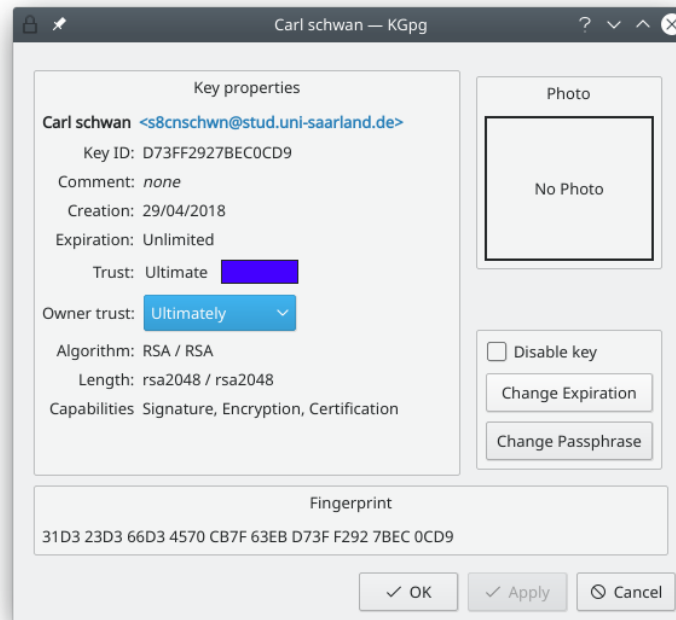 Carl schwan — KGpg
Key properties
Carl schwan <s8cnschwn@stud.uni-saarland.de>
Key ID: D73FF2927BEC0CD9
Comment: none
Creation: 29/04/2018
Expiration: Unlimited
Trust: Ultimate
Owner trust: Ultimately
Algorithm: RSA / RSA
Length: rsa2048 / rsa2048
Capabilities Signature, Encryption, Certification
Photo
No Photo
Disable key
Change Expiration
Change Passphrase
Fingerprint
31D3 23D3 66D3 4570 CB7F 63EB D73F F292 7BEC 0CD9
OK Apply Cancel